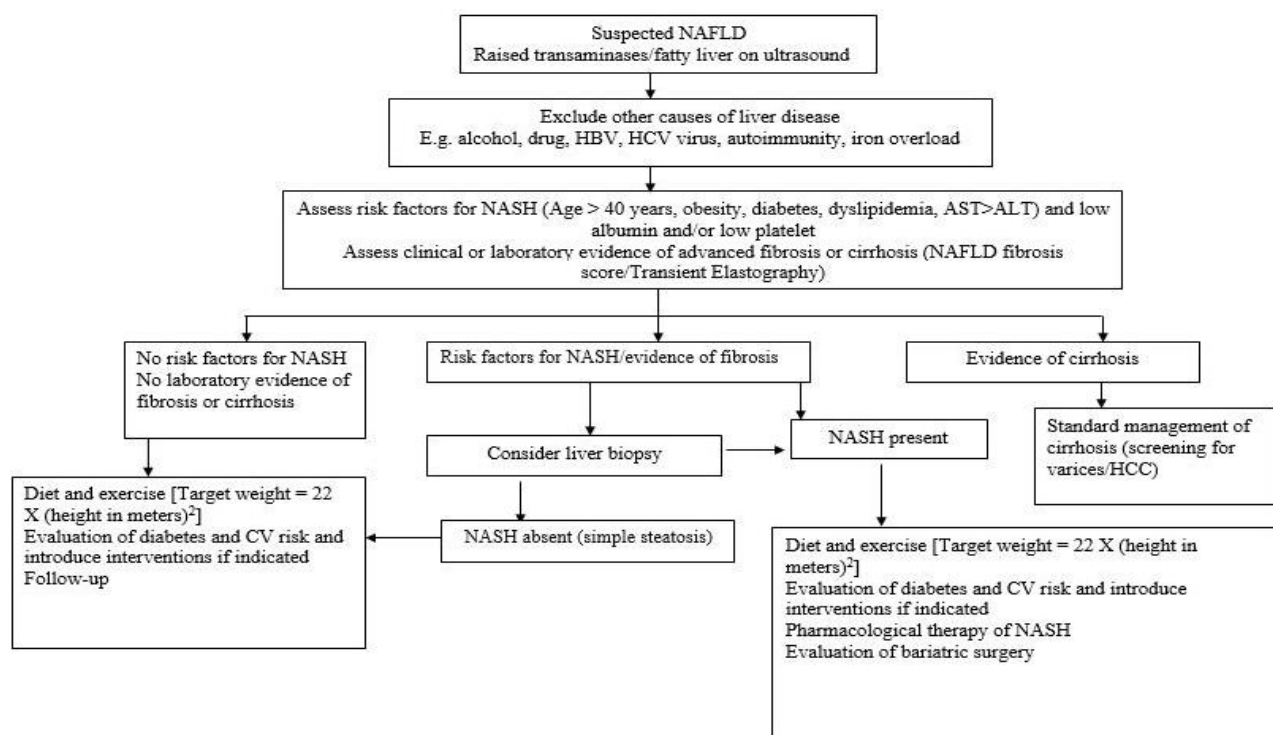 Suspected NAFLD
Raised transaminases/fatty liver on ultrasound
Exclude other causes of liver disease
E.g. alcohol, drug, HBV, HCV virus, autoimmunity, iron overload
Assess risk factors for NASH (Age > 40 years, obesity, diabetes, dyslipidemia, AST>ALT) and low
albumin and/or low platelet
Assess clinical or laboratory evidence of advanced fibrosis or cirrhosis (NAFLD fibrosis
score/Transient Elastography)
No risk factors for NASH
No laboratory evidence of
fibrosis or cirrhosis
Risk factors for NASH/evidence of fibrosis
Evidence of cirrhosis
Consider liver biopsy
NASH present
Standard management of
cirrhosis (screening for
varices/HCC)
Diet and exercise [Target weight = 22
X (height in meters)²]
Evaluation of diabetes and CV risk and
introduce interventions if indicated
Follow-up
NASH absent (simple steatosis)
Diet and exercise [Target weight = 22 X (height in
meters)²]
Evaluation of diabetes and CV risk and introduce
interventions if indicated
Pharmacological therapy of NASH
Evaluation of bariatric surgery